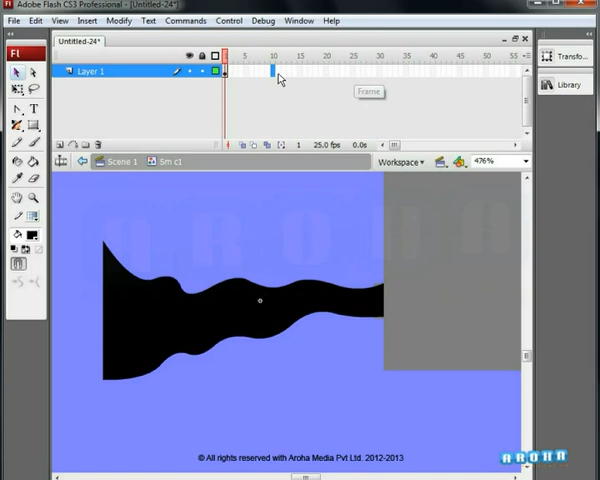 Adobe Flash CS3 Professional - [Untitled-24*]
File Edit View Insert Modify Text Commands Control Debug Window Help
Fl
Untitled-24*
1 5 10 15 20 25 30 35 40 45 50 55
Layer 1
Frame
Transfo...
Library
1 25.0 fps 0.0s
Scene 1 Sm c1 Workspace 476%
AROHA
T
© All rights reserved with Aroha Media Pvt Ltd. 2012-2013
AROHA